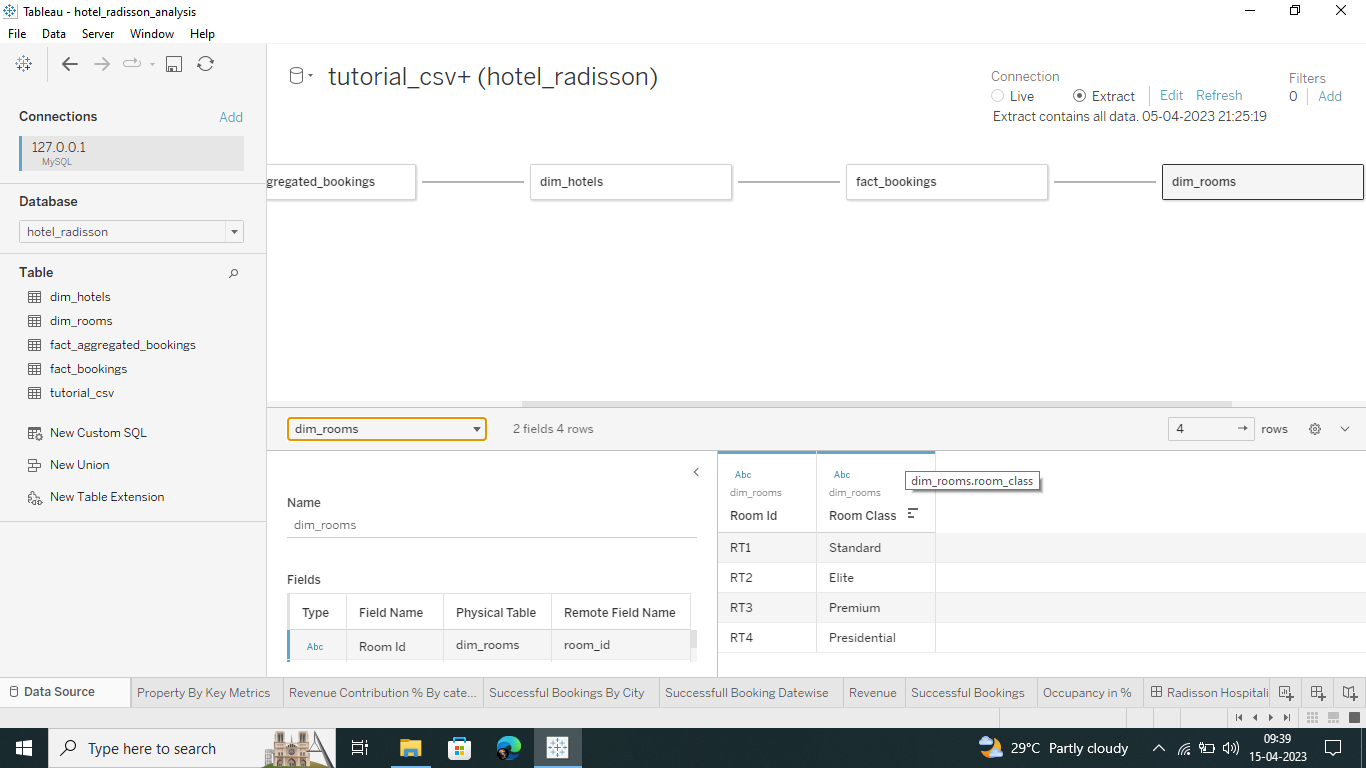 Tableau - hotel_radisson_analysis
File Data Server Window Help
tutorial_csv+ (hotel_radisson)
Connection
Live Extract Edit Refresh
Extract contains all data. 05-04-2023 21:25:19
Filters
0 Add
Connections Add
127.0.0.1
MySQL
Database
hotel_radisson
Table
dim_hotels
dim_rooms
fact_aggregated_bookings
fact_bookings
tutorial_csv
New Custom SQL
New Union
New Table Extension
gregated_bookings dim_hotels fact_bookings dim_rooms
dim_rooms 2 fields 4 rows 4 rows
Name
dim_rooms
Fields
Type Field Name Physical Table Remote Field Name
Abc Room Id dim_rooms room_id
Abc Abc
dim_rooms dim_rooms
dim_rooms.room_class
Room Id Room Class
RT1 Standard
RT2 Elite
RT3 Premium
RT4 Presidential
Data Source Property By Key Metrics Revenue Contribution % By cate... Successful Bookings By City Successfull Booking Datewise Revenue Successful Bookings Occupancy in % Radisson Hospitali
Type here to search
29°C Partly cloudy
09:39
15-04-2023